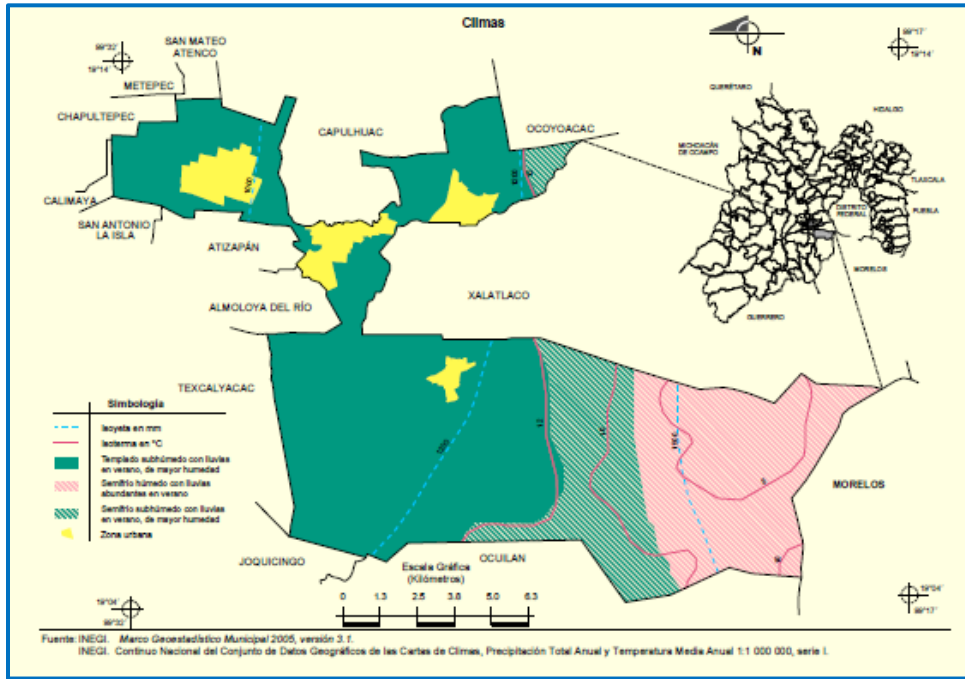 Climas
N
99°32´
19°14´
SAN MATEO
ATENCO
99°17´
19°14´
METEPEC
QUERÉTARO
CHAPULTEPEC
HIDALGO
CAPULHUAC
OCOYOACAC
MICHOACÁN
DE OCAMPO
1000
12
TLAXCALA
CALIMAYA
DISTRITO
FEDERAL
PUEBLA
SAN ANTONIO
LA ISLA
ATIZAPÁN
MORELOS
XALATLACO
ALMOLOYA DEL RÍO
GUERRERO
TEXCALYACAC
Simbología
Isoyeta en mm
Isoterma en °C
Templado subhúmedo con lluvias
en verano, de mayor humedad
Semifrío húmedo con lluvias
abundantes en verano
Semifrío subhúmedo con lluvias
en verano, de mayor humedad
Zona urbana
1200
12
10
1500
MORELOS
JOQUICINGO
OCUILAN
Escala Gráfica
(Kilómetros)
0 1.3 2.5 3.8 5.0 6.3
19°04´
99°32´
19°04´
99°17´
Fuente: INEGI. Marco Geoestadístico Municipal 2005, versión 3.1.
INEGI. Continuo Nacional del Conjunto de Datos Geográficos de las Cartas de Climas, Precipitación Total Anual y Temperatura Media Anual 1:1 000 000, serie I.